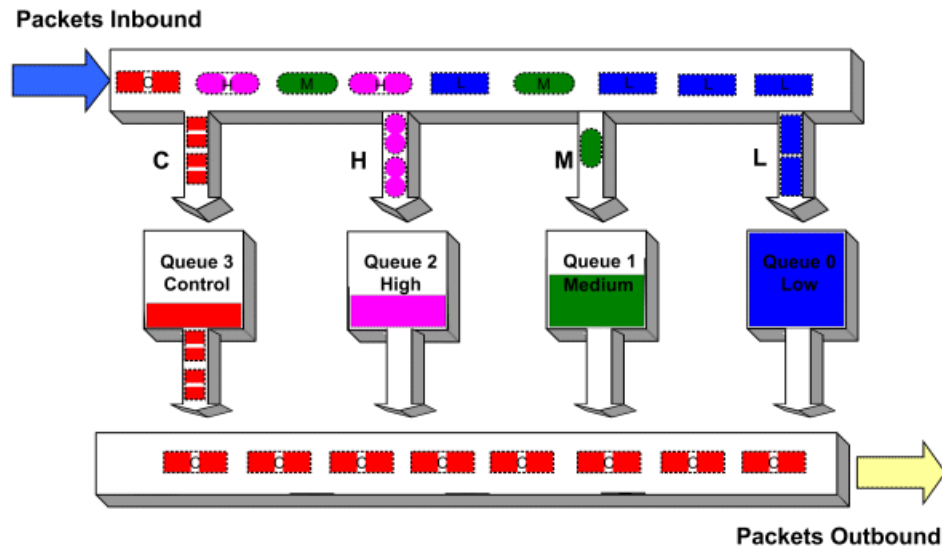 Packets Inbound
C H M H L M L L L
C H M L
Queue 3 Queue 2 Queue 1 Queue 0
Control High Medium Low
C C C C C C C C
Packets Outbound